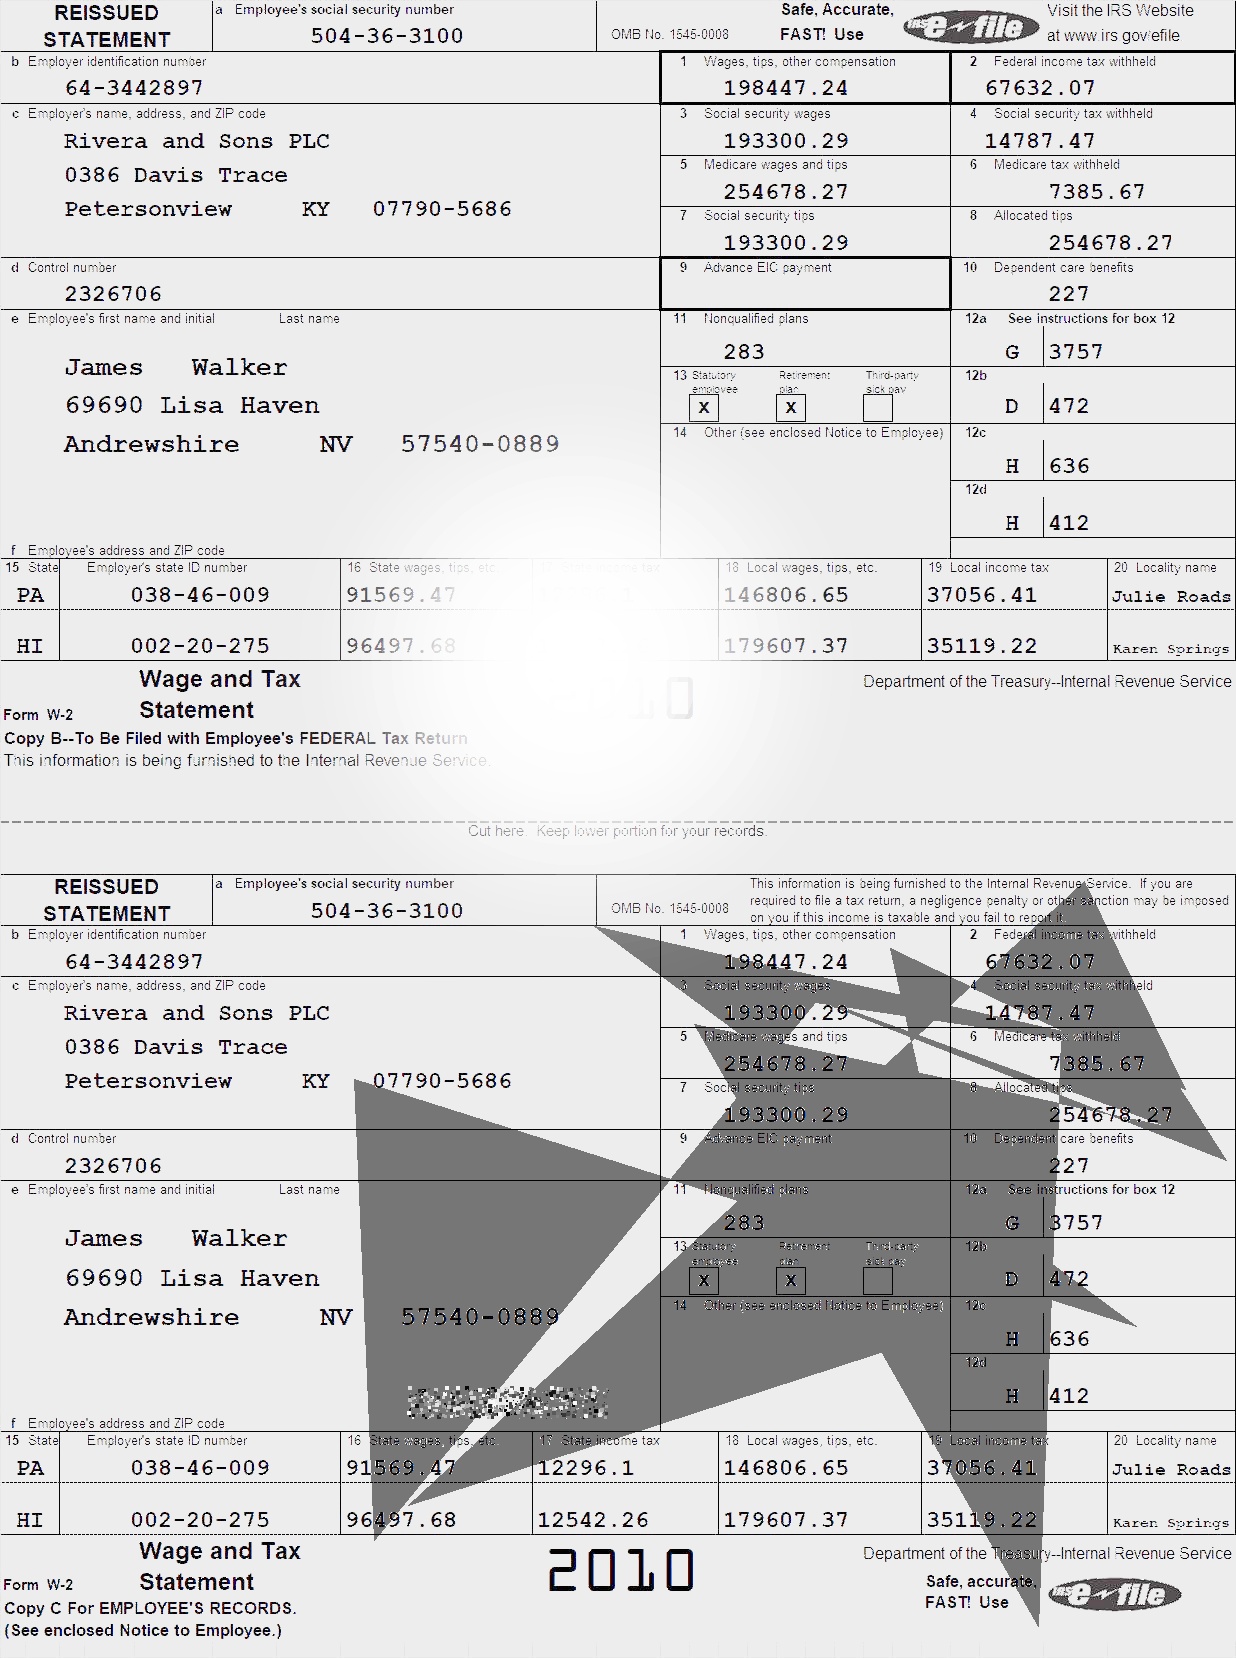 REISSUED STATEMENT
a Employee's social security number
504-36-3100
OMB No. 1545-0008
Safe, Accurate, FAST! Use
IRS e-file
Visit the IRS Website at www.irs.gov/efile
b Employer identification number
64-3442897
1 Wages, tips, other compensation
198447.24
2 Federal income tax withheld
67632.07
c Employer's name, address, and ZIP code
Rivera and Sons PLC
0386 Davis Trace
Petersonview KY 07790-5686
3 Social security wages
193300.29
4 Social security tax withheld
14787.47
5 Medicare wages and tips
254678.27
6 Medicare tax withheld
7385.67
7 Social security tips
193300.29
8 Allocated tips
254678.27
d Control number
2326706
9 Advance EIC payment
10 Dependent care benefits
227
e Employee's first name and initial Last name
James Walker
69690 Lisa Haven
Andrewshire NV 57540-0889
11 Nonqualified plans
283
12a See instructions for box 12
G 3757
13 Statutory employee Retirement plan Third-party sick pay
X X
12b
D 472
14 Other (see enclosed Notice to Employee)
12c
H 636
12d
H 412
f Employee's address and ZIP code
15 State Employer's state ID number 16 State wages, tips, etc. 18 Local wages, tips, etc. 19 Local income tax 20 Locality name
PA 038-46-009 91569.47 146806.65 37056.41 Julie Roads
HI 002-20-275 96497.68 179607.37 35119.22 Karen Springs
Wage and Tax
Statement
Form W-2
Department of the Treasury--Internal Revenue Service
Copy B--To Be Filed with Employee's FEDERAL Tax Return
This information is being furnished to the Internal Revenue Service.
Cut here. Keep lower portion for your records.
REISSUED STATEMENT
a Employee's social security number
504-36-3100
OMB No. 1545-0008
This information is being furnished to the Internal Revenue Service. If you are
required to file a tax return, a negligence penalty or other sanction may be imposed
on you if this income is taxable and you fail to report it.
b Employer identification number
64-3442897
1 Wages, tips, other compensation
198447.24
2 Federal income tax withheld
67632.07
c Employer's name, address, and ZIP code
Rivera and Sons PLC
0386 Davis Trace
Petersonview KY 07790-5686
3 Social security wages
193300.29
4 Social security tax withheld
14787.47
5 Medicare wages and tips
254678.27
6 Medicare tax withheld
7385.67
7 Social security tips
193300.29
8 Allocated tips
254678.27
d Control number
2326706
9 Advance EIC payment
10 Dependent care benefits
227
e Employee's first name and initial Last name
James Walker
69690 Lisa Haven
Andrewshire NV 57540-0889
11 Nonqualified plans
283
12a See instructions for box 12
G 3757
13 Statutory employee Retirement plan Third-party sick pay
X X
12b
D 472
14 Other (see enclosed Notice to Employee)
12c
H 636
12d
H 412
f Employee's address and ZIP code
15 State Employer's state ID number 16 State wages, tips, etc. 17 State income tax 18 Local wages, tips, etc. 19 Local income tax 20 Locality name
PA 038-46-009 91569.47 12296.1 146806.65 37056.41 Julie Roads
HI 002-20-275 96497.68 12542.26 179607.37 35119.22 Karen Springs
Wage and Tax
Statement
Form W-2
2010
Department of the Treasury--Internal Revenue Service
Safe, accurate,
FAST! Use
IRS e-file
Copy C For EMPLOYEE'S RECORDS.
(See enclosed Notice to Employee.)